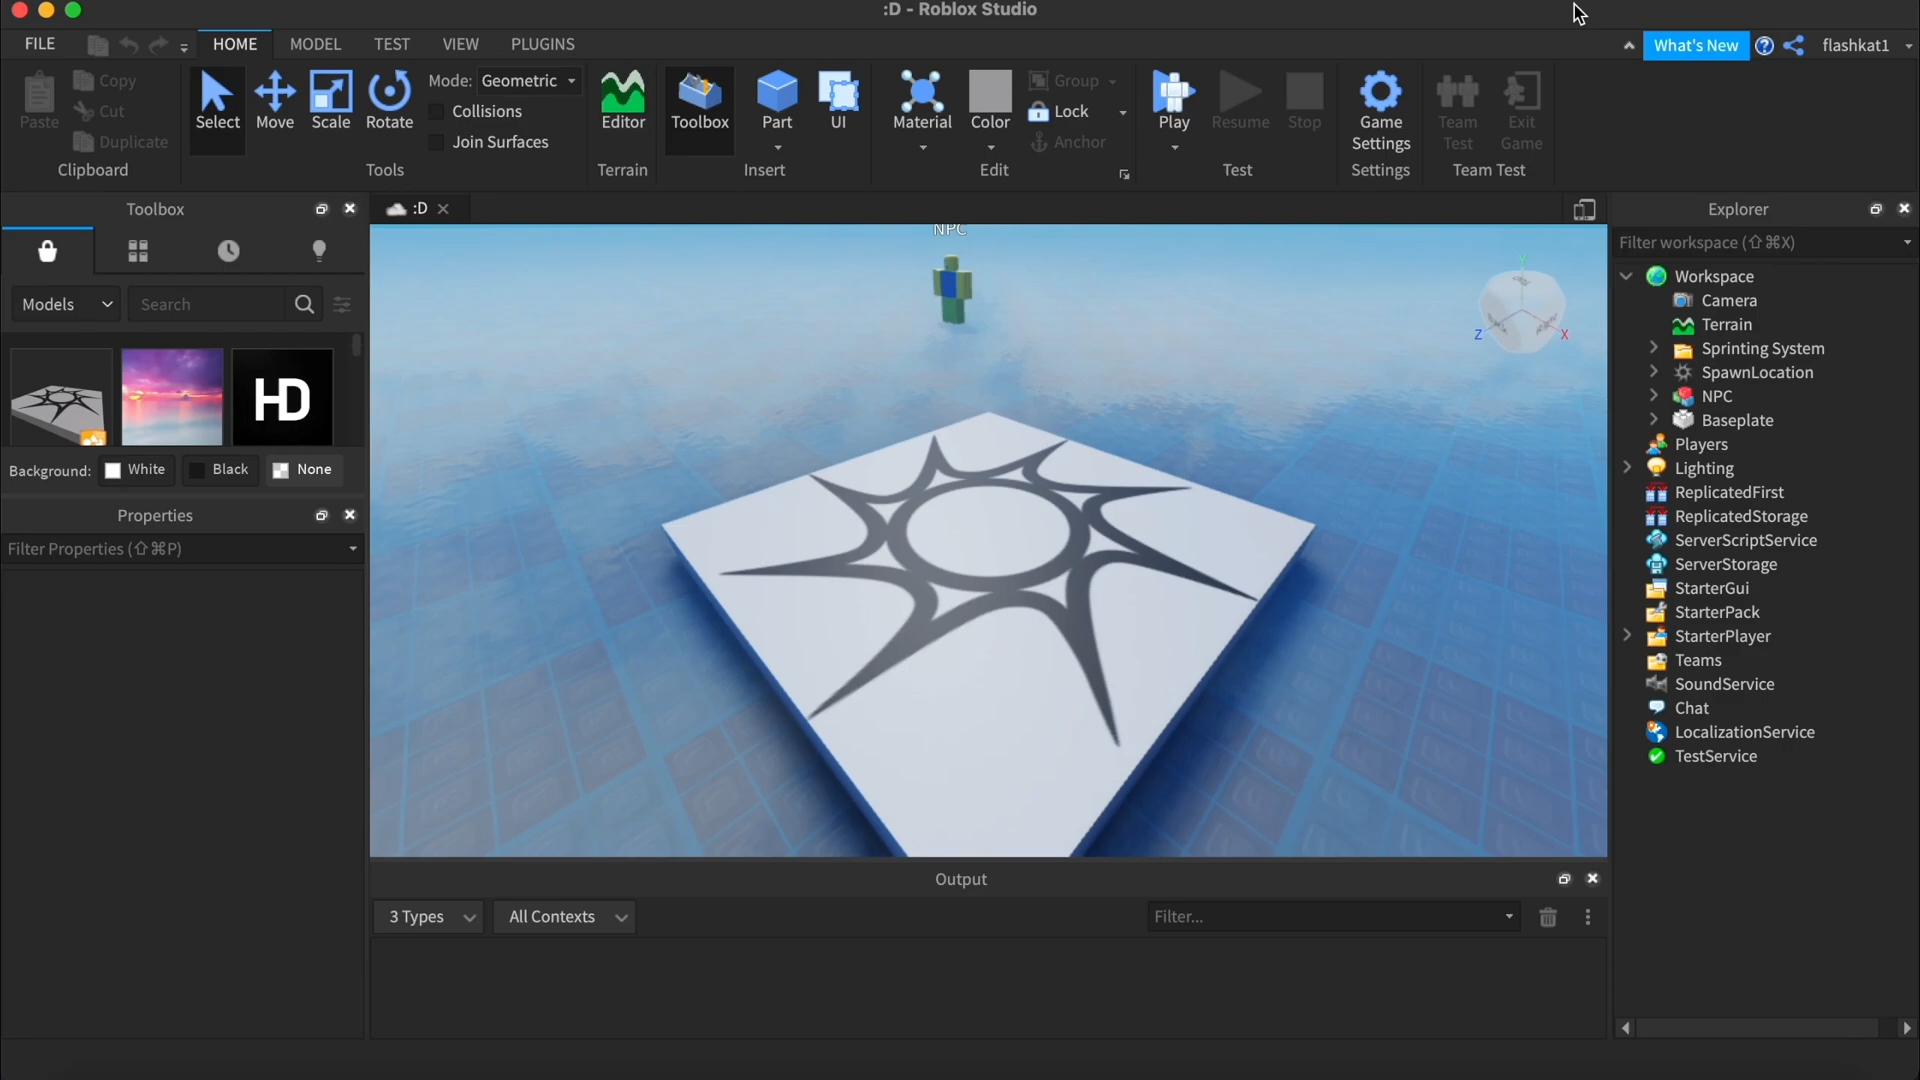 :D - Roblox Studio
FILE
HOME
MODEL
TEST
VIEW
PLUGINS
What's New
flashkat1
Paste
Copy
Cut
Duplicate
Clipboard
Select
Move
Scale
Rotate
Mode: Geometric
Collisions
Join Surfaces
Tools
Editor
Terrain
Toolbox
Part
UI
Insert
Material
Color
Group
Lock
Anchor
Edit
Play
Resume
Stop
Test
Game
Settings
Settings
Team
Test
Exit
Game
Team Test
Toolbox
Models
Search
HD
Background:
White
Black
None
Properties
Filter Properties (⇧⌘P)
:D
NPC
Z
Y
X
Output
3 Types
All Contexts
Filter...
Explorer
Filter workspace (⇧⌘X)
Workspace
Camera
Terrain
Sprinting System
SpawnLocation
NPC
Baseplate
Players
Lighting
ReplicatedFirst
ReplicatedStorage
ServerScriptService
ServerStorage
StarterGui
StarterPack
StarterPlayer
Teams
SoundService
Chat
LocalizationService
TestService